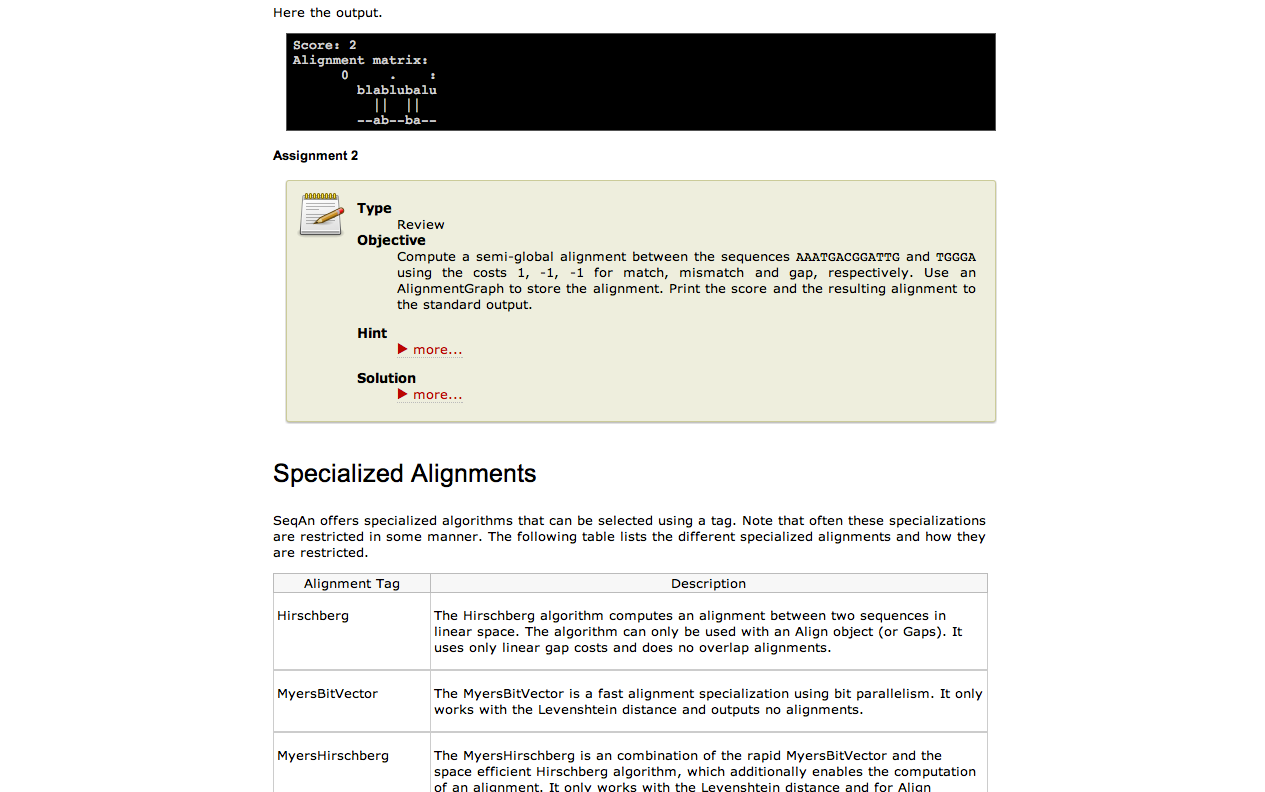 Here the output.
Score: 2
Alignment matrix:
0     .    :
blablubalu
||  ||
--ab--ba--
Assignment 2
Type
Review
Objective
Compute a semi-global alignment between the sequences AAATGACGGATTG and TGGGA
using the costs 1, -1, -1 for match, mismatch and gap, respectively. Use an
AlignmentGraph to store the alignment. Print the score and the resulting alignment to
the standard output.
Hint
▶ more...
Solution
▶ more...
Specialized Alignments
SeqAn offers specialized algorithms that can be selected using a tag. Note that often these specializations
are restricted in some manner. The following table lists the different specialized alignments and how they
are restricted.
Alignment Tag Description
Hirschberg The Hirschberg algorithm computes an alignment between two sequences in
linear space. The algorithm can only be used with an Align object (or Gaps). It
uses only linear gap costs and does no overlap alignments.
MyersBitVector The MyersBitVector is a fast alignment specialization using bit parallelism. It only
works with the Levenshtein distance and outputs no alignments.
MyersHirschberg The MyersHirschberg is an combination of the rapid MyersBitVector and the
space efficient Hirschberg algorithm, which additionally enables the computation
of an alignment. It only works with the Levenshtein distance and for Align